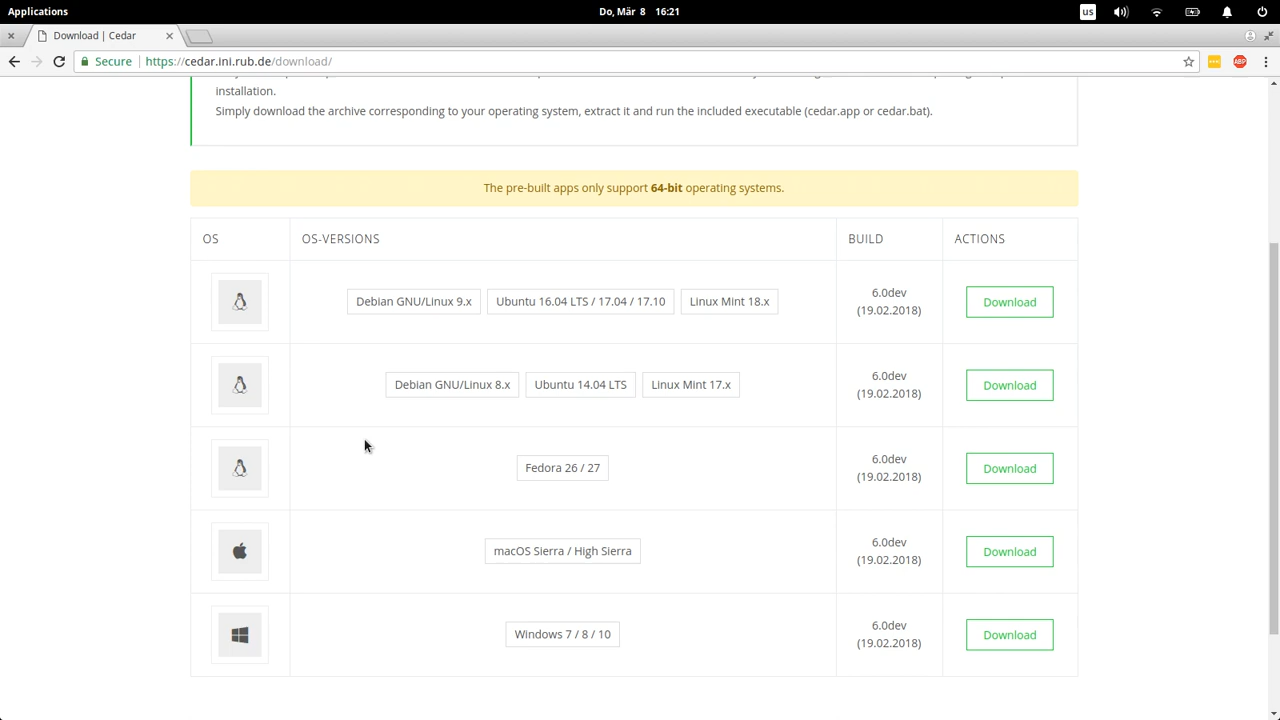 Applications
Do, Mär 8 16:21
us
Download | Cedar
Secure
https://cedar.ini.rub.de/download/
ABP
installation.
Simply download the archive corresponding to your operating system, extract it and run the included executable (cedar.app or cedar.bat).
The pre-built apps only support 64-bit operating systems.
OS OS-VERSIONS BUILD ACTIONS
Debian GNU/Linux 9.x Ubuntu 16.04 LTS / 17.04 / 17.10 Linux Mint 18.x
6.0dev
(19.02.2018)
Download
Debian GNU/Linux 8.x Ubuntu 14.04 LTS Linux Mint 17.x
6.0dev
(19.02.2018)
Download
Fedora 26 / 27
6.0dev
(19.02.2018)
Download
macOS Sierra / High Sierra
6.0dev
(19.02.2018)
Download
Windows 7 / 8 / 10
6.0dev
(19.02.2018)
Download